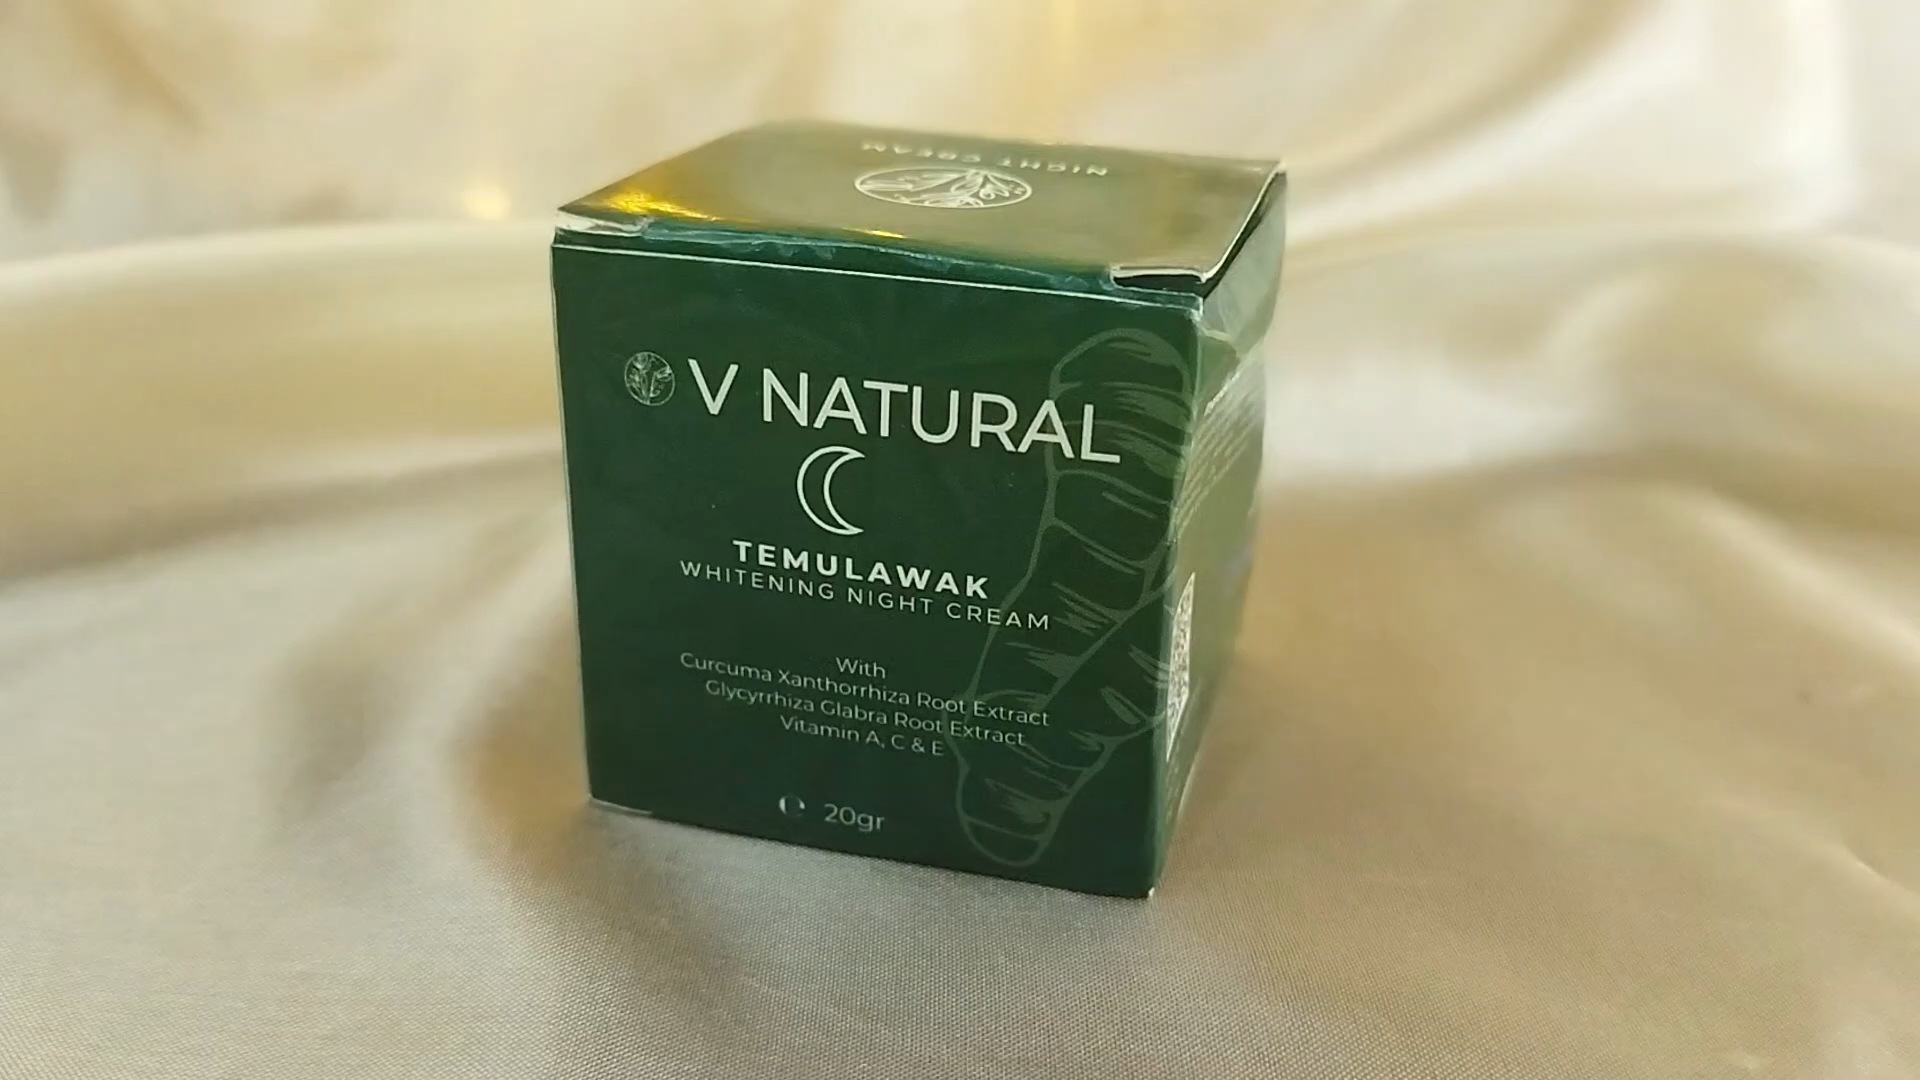 NIGHT CREAM
V NATURAL
TEMULAWAK
WHITENING NIGHT CREAM
With
Curcuma Xanthorrhiza Root Extract
Glycyrrhiza Glabra Root Extract
Vitamin A, C & E
℮ 20gr